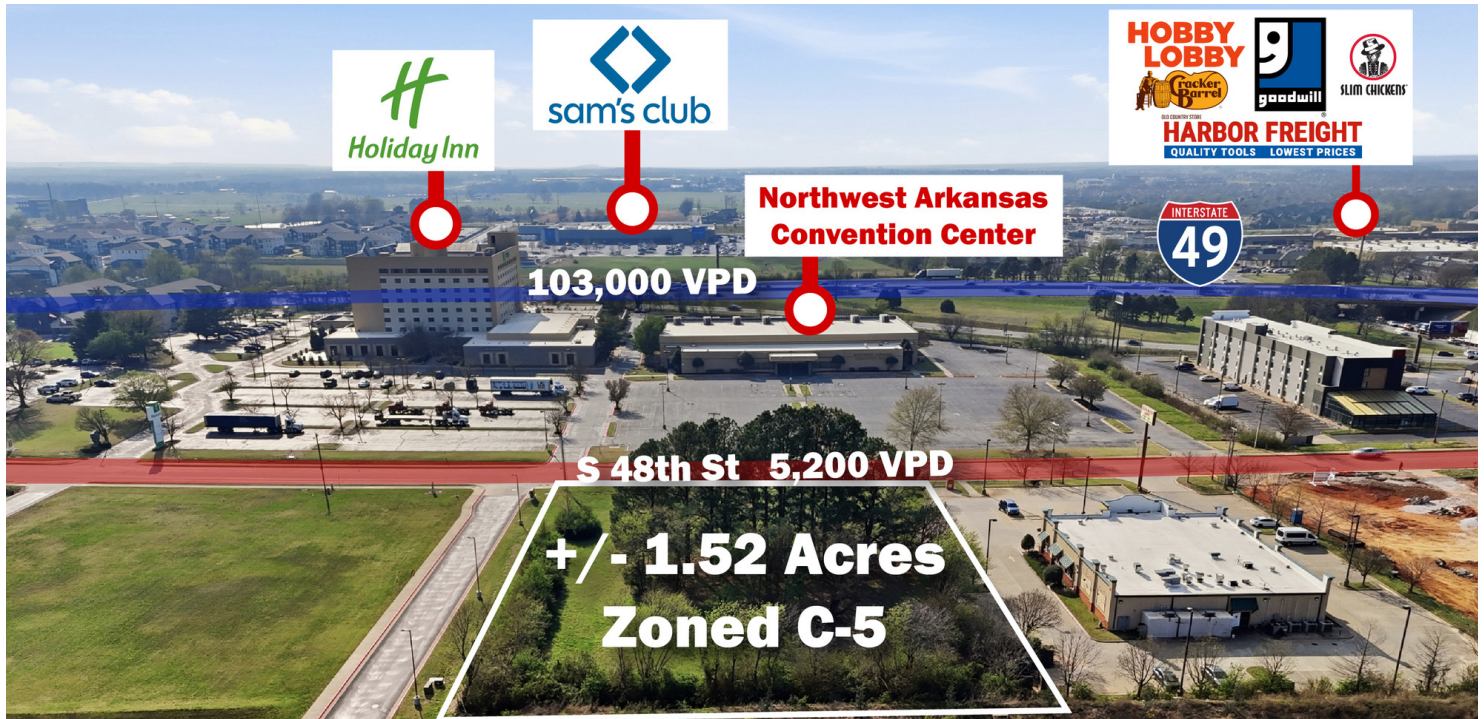 Holiday Inn
sam's club
HOBBY
LOBBY
Cracker
Barrel
OLD COUNTRY STORE
goodwill
®
SLIM CHICKENS
HARBOR FREIGHT
QUALITY TOOLS LOWEST PRICES
Northwest Arkansas
Convention Center
INTERSTATE
49
103,000 VPD
S 48th St 5,200 VPD
+/- 1.52 Acres
Zoned C-5